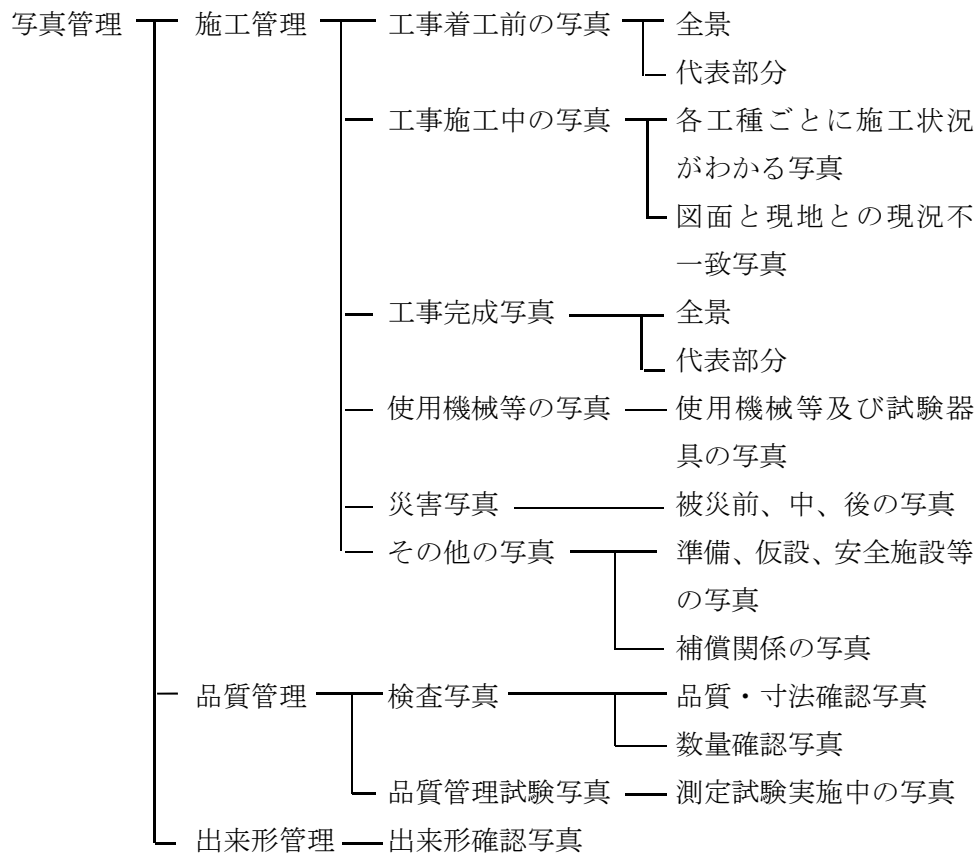 写真管理 施工管理 工事着工前の写真 全景
代表部分
工事施工中の写真 各工種ごとに施工状況
がわかる写真
図面と現地との現況不
一致写真
工事完成写真 全景
代表部分
使用機械等の写真 使用機械等及び試験器
具の写真
災害写真 被災前、中、後の写真
その他の写真 準備、仮設、安全施設等
の写真
補償関係の写真
品質管理 検査写真 品質・寸法確認写真
数量確認写真
品質管理試験写真 測定試験実施中の写真
出来形管理 出来形確認写真